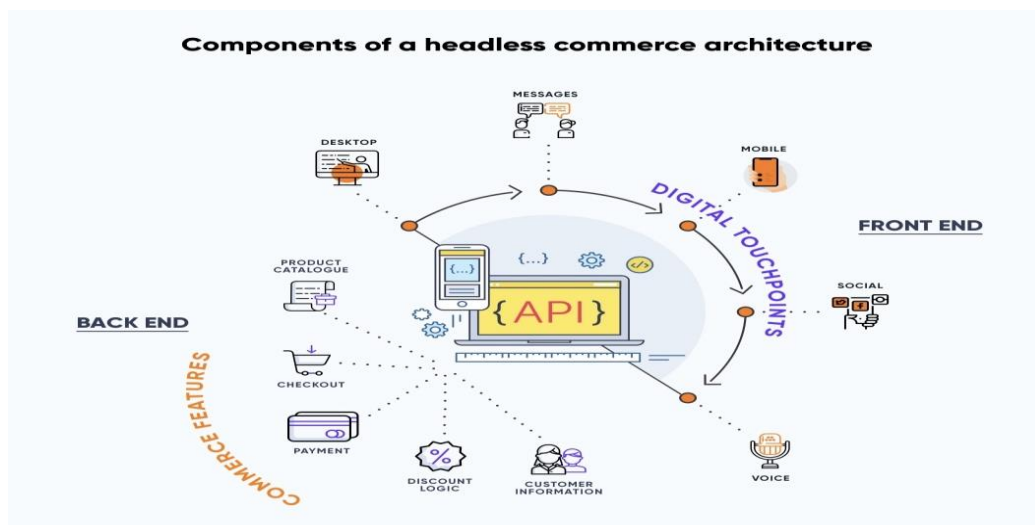 Components of a headless commerce architecture
MESSAGES
DESKTOP
MOBILE
DIGITAL TOUCHPOINTS
FRONT END
PRODUCT
CATALOGUE
{...}
{...}
</>
SOCIAL
{API}
BACK END
CHECKOUT
COMMERCE FEATURES
PAYMENT
%
DISCOUNT
LOGIC
CUSTOMER
INFORMATION
VOICE